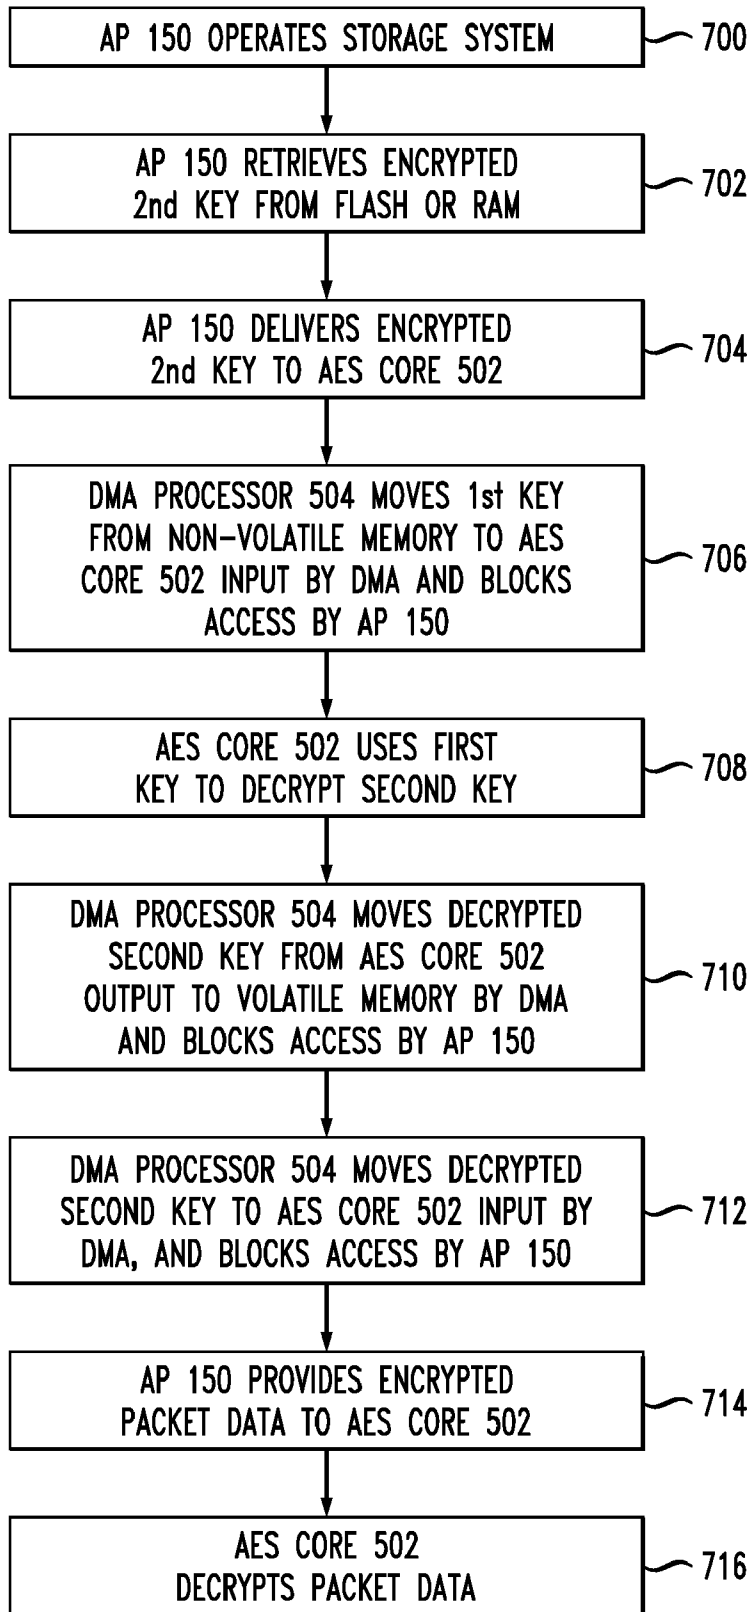 AP 150 OPERATES STORAGE SYSTEM
700
AP 150 RETRIEVES ENCRYPTED
2nd KEY FROM FLASH OR RAM
702
AP 150 DELIVERS ENCRYPTED
2nd KEY TO AES CORE 502
704
DMA PROCESSOR 504 MOVES 1st KEY
FROM NON-VOLATILE MEMORY TO AES
CORE 502 INPUT BY DMA AND BLOCKS
ACCESS BY AP 150
706
AES CORE 502 USES FIRST
KEY TO DECRYPT SECOND KEY
708
DMA PROCESSOR 504 MOVES DECRYPTED
SECOND KEY FROM AES CORE 502
OUTPUT TO VOLATILE MEMORY BY DMA
AND BLOCKS ACCESS BY AP 150
710
DMA PROCESSOR 504 MOVES DECRYPTED
SECOND KEY TO AES CORE 502 INPUT BY
DMA, AND BLOCKS ACCESS BY AP 150
712
AP 150 PROVIDES ENCRYPTED
PACKET DATA TO AES CORE 502
714
AES CORE 502
DECRYPTS PACKET DATA
716